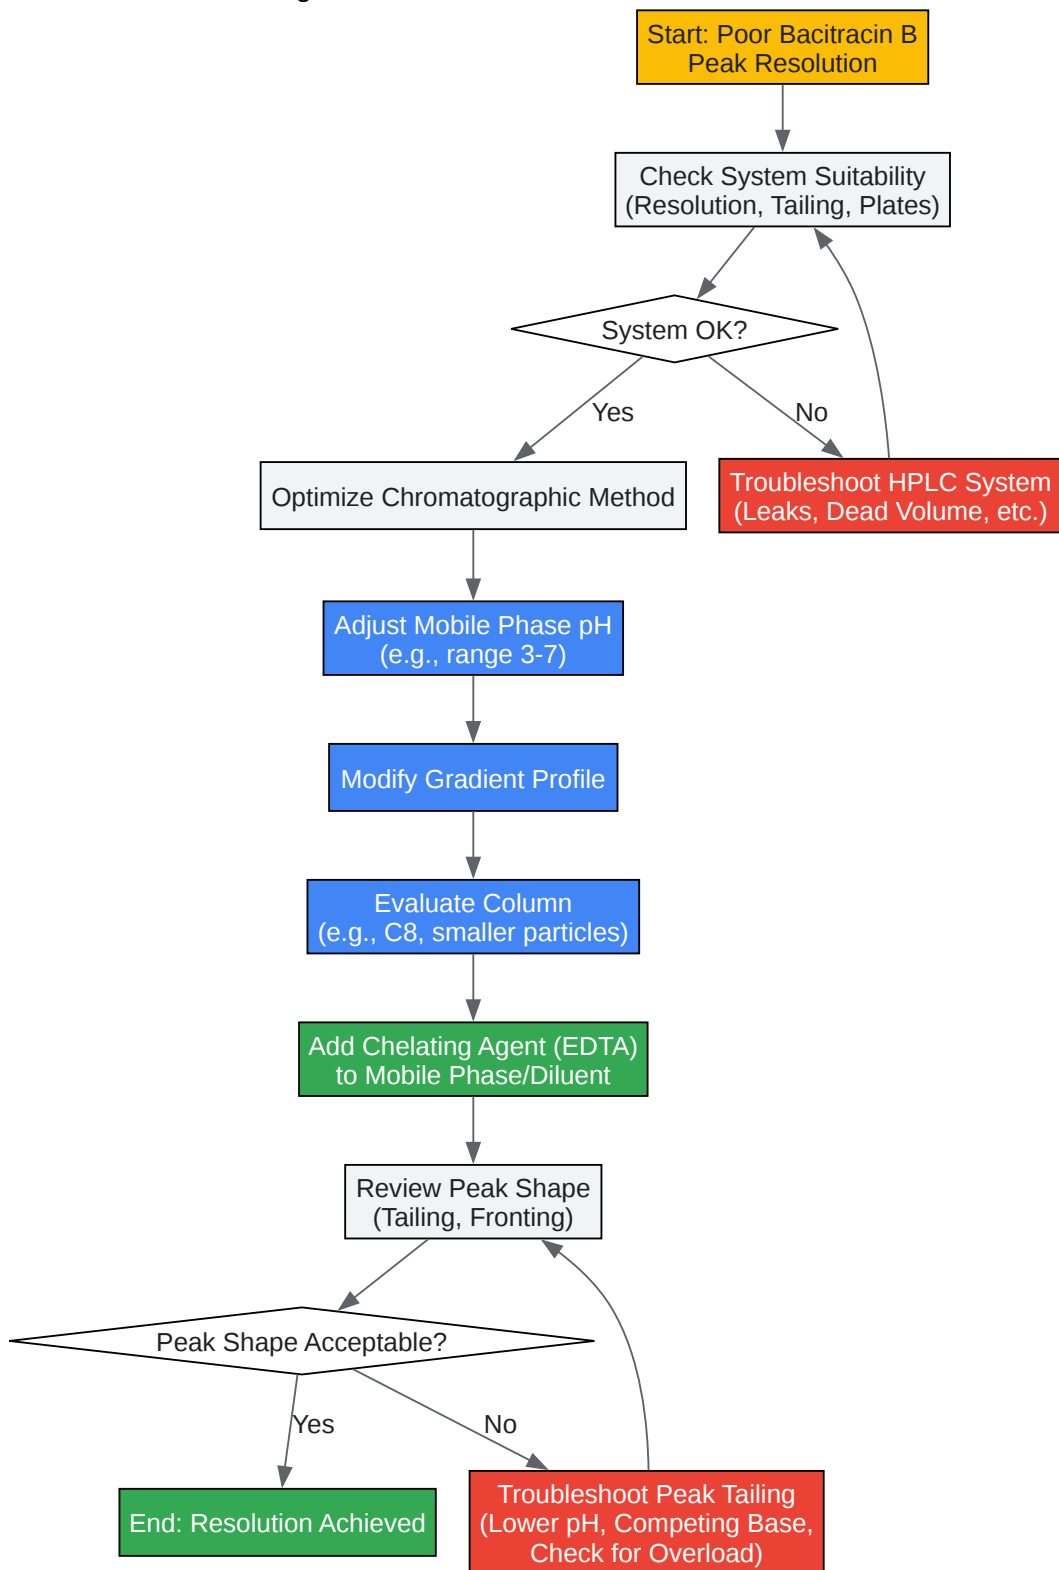 Start: Poor Bacitracin B
Peak Resolution
Check System Suitability
(Resolution, Tailing, Plates)
System OK?
Yes
No
Optimize Chromatographic Method
Troubleshoot HPLC System
(Leaks, Dead Volume, etc.)
Adjust Mobile Phase pH
(e.g., range 3-7)
Modify Gradient Profile
Evaluate Column
(e.g., C8, smaller particles)
Add Chelating Agent (EDTA)
to Mobile Phase/Diluent
Review Peak Shape
(Tailing, Fronting)
Peak Shape Acceptable?
Yes
No
End: Resolution Achieved
Troubleshoot Peak Tailing
(Lower pH, Competing Base,
Check for Overload)